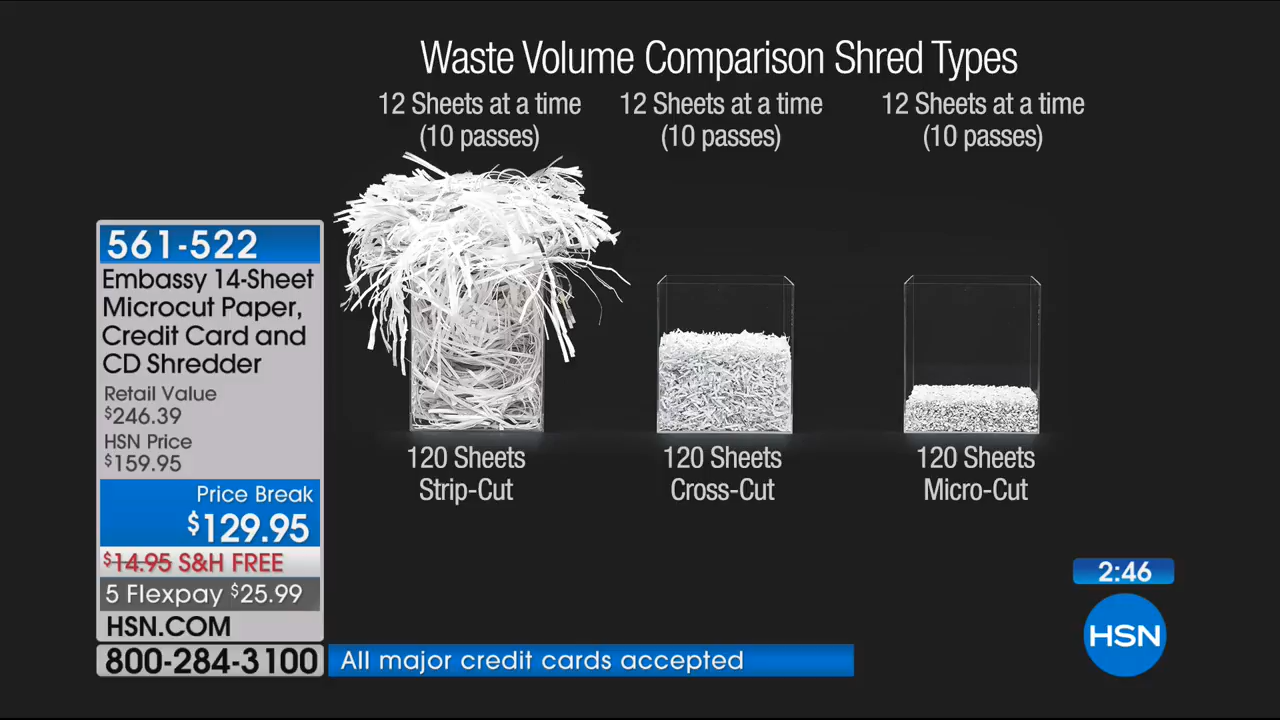 Waste Volume Comparison Shred Types
12 Sheets at a time
(10 passes)
12 Sheets at a time
(10 passes)
12 Sheets at a time
(10 passes)
120 Sheets
Strip-Cut
120 Sheets
Cross-Cut
120 Sheets
Micro-Cut
561-522
Embassy 14-Sheet
Microcut Paper,
Credit Card and
CD Shredder
Retail Value
$246.39
HSN Price
$159.95
Price Break
$129.95
$14.95 S&H FREE
5 Flexpay $25.99
HSN.COM
800-284-3100
All major credit cards accepted
2:46
HSN